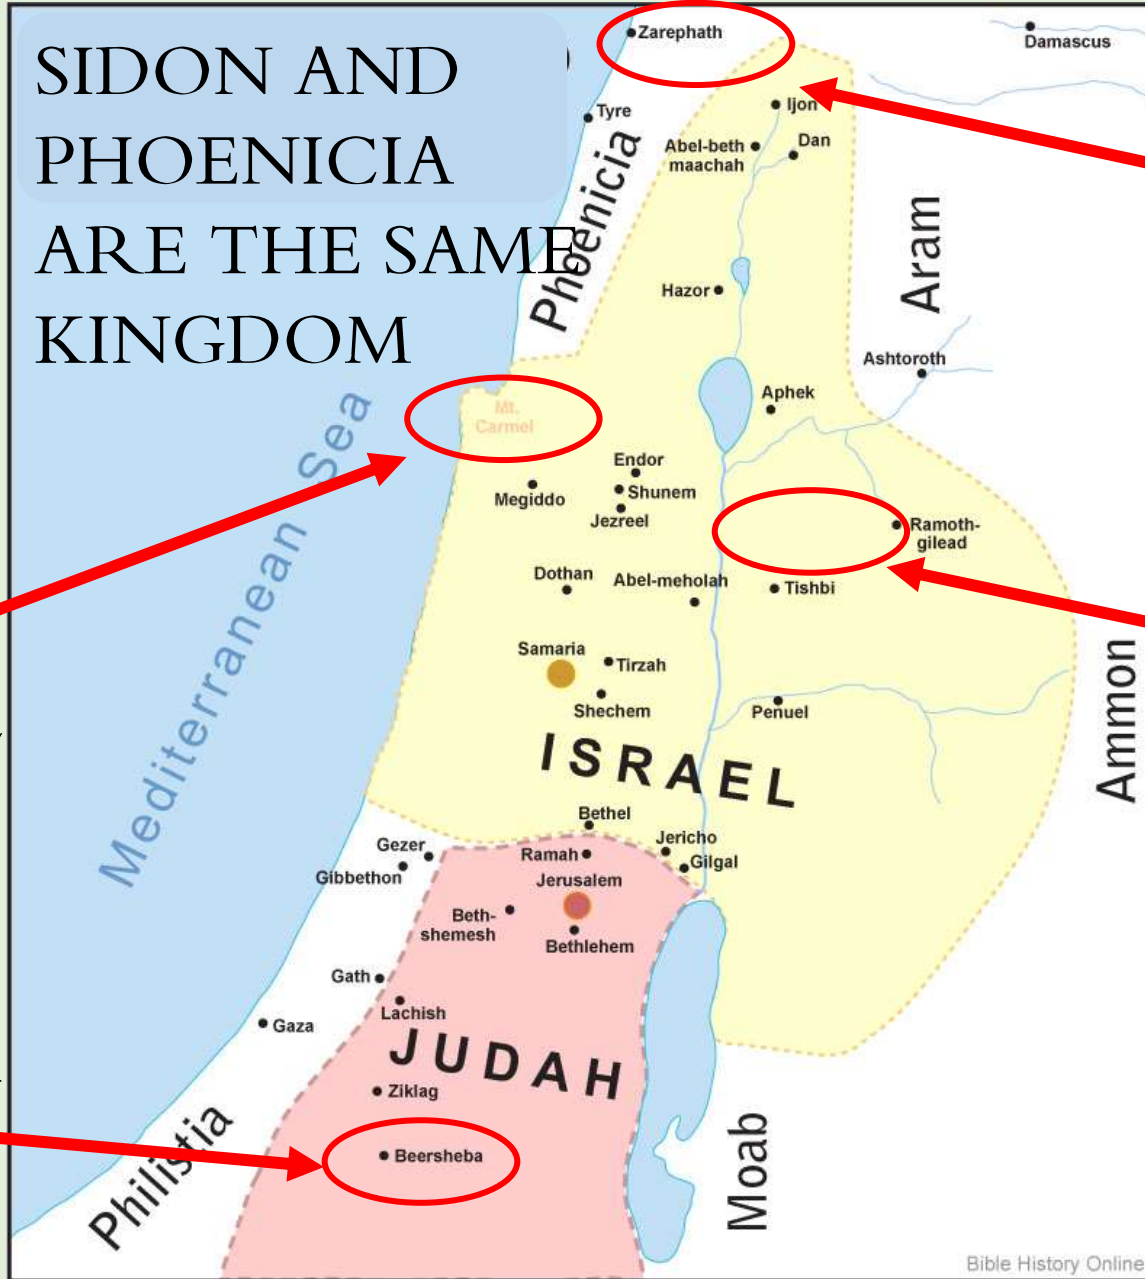 SIDON AND
PHOENICIA
ARE THE SAME
KINGDOM
Zarephath
Damascus
Tyre
Ijon
Abel-beth
maachah
Dan
Phoenicia
Aram
Hazor
Ashtoroth
Aphek
Mt.
Carmel
Mediterranean Sea
Endor
Shunem
Megiddo
Jezreel
Ramoth-
gilead
Dothan
Abel-meholah
Tishbi
Samaria
Tirzah
Shechem
Penuel
Ammon
ISRAEL
Bethel
Gezer
Jericho
Ramah
Gilgal
Gibbethon
Jerusalem
Beth-
shemesh
Bethlehem
Gath
Lachish
Gaza
JUDAH
Ziklag
Philistia
Beersheba
Moab
Bible History Online